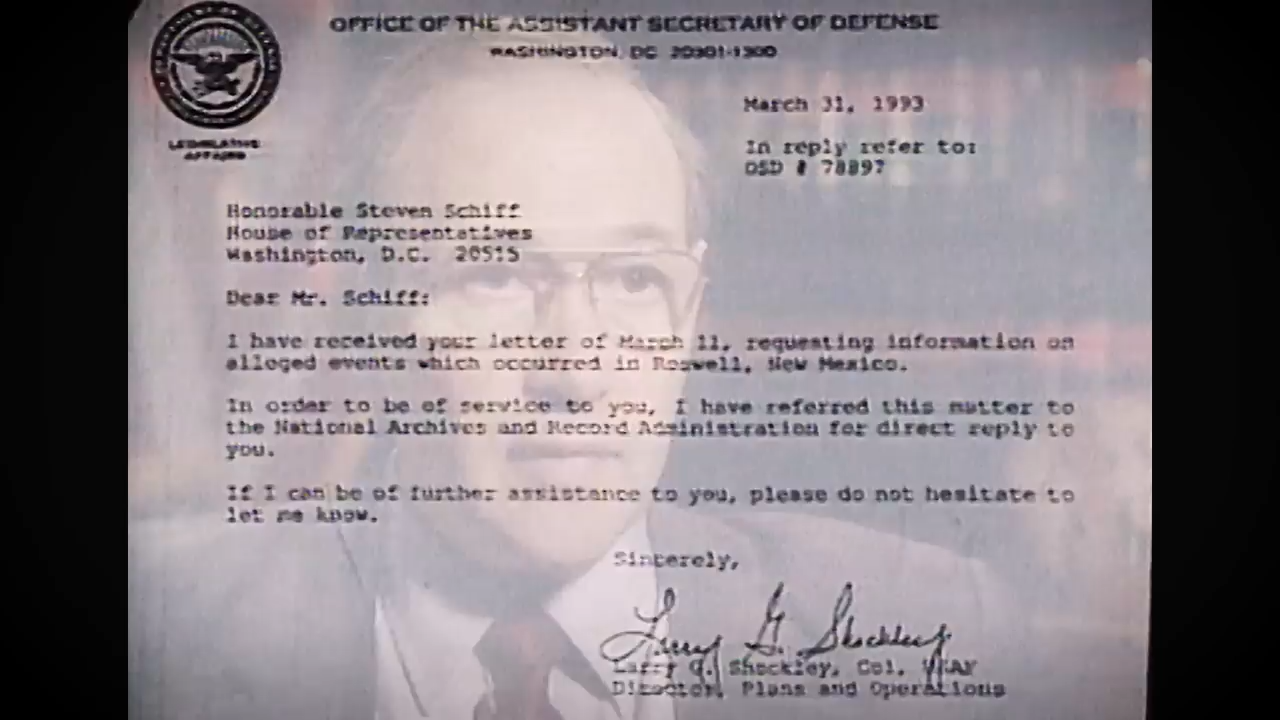 OFFICE OF THE ASSISTANT SECRETARY OF DEFENSE
WASHINGTON, DC 20301-1300
LEGISLATIVE
AFFAIRS
March 31, 1993
In reply refer to:
OSD # 78897
Honorable Steven Schiff
House of Representatives
Washington, D.C. 20515
Dear Mr. Schiff:
I have received your letter of March 11, requesting information on
alleged events which occurred in Roswell, New Mexico.
In order to be of service to you, I have referred this matter to
the National Archives and Record Administration for direct reply to
you.
If I can be of further assistance to you, please do not hesitate to
let me know.
Sincerely,
Larry G. Shockley
Larry G. Shockley, Col. USAF
Director, Plans and Operations